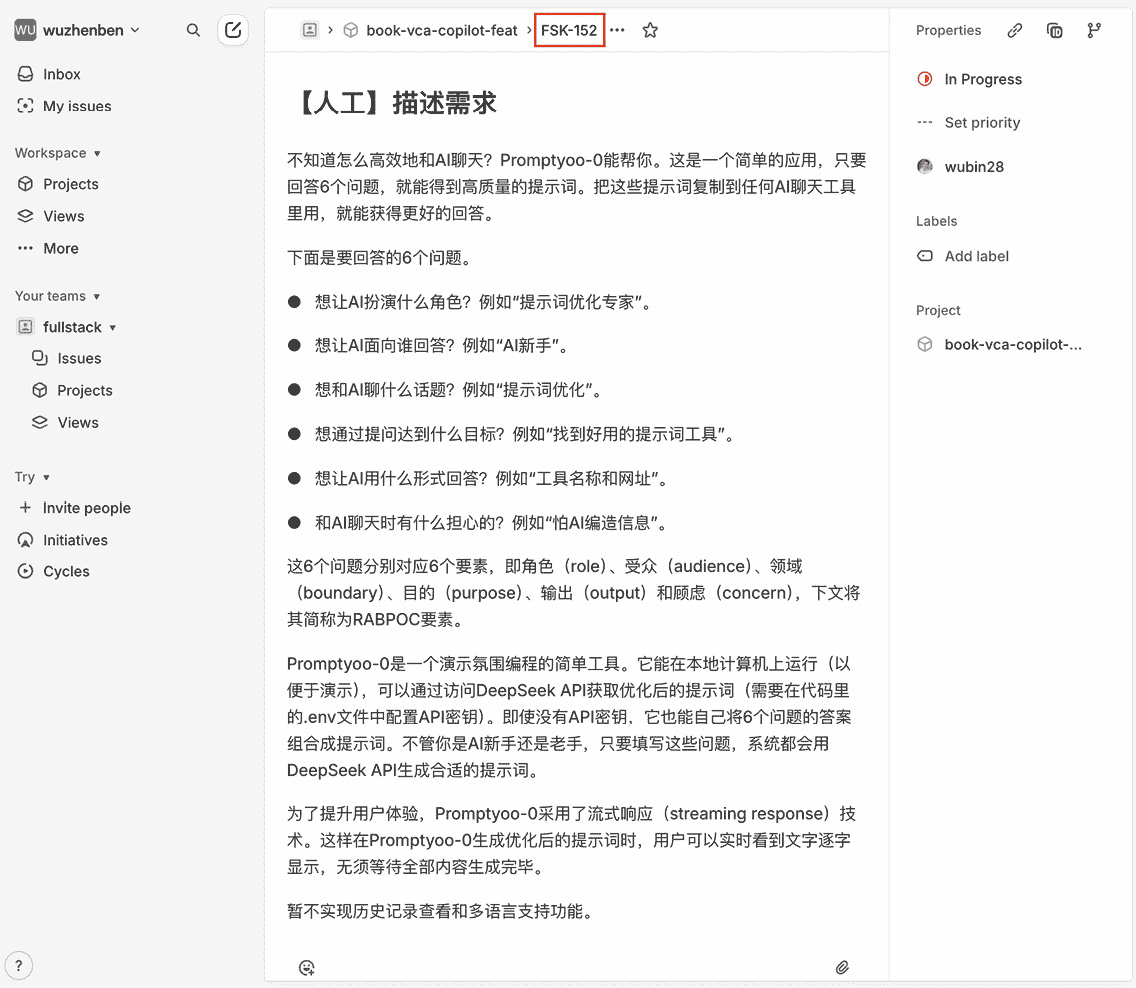 WU wuzhenben
Inbox
My issues
Workspace
Projects
Views
More
Your teams
fullstack
Issues
Projects
Views
Try
Invite people
Initiatives
Cycles
?
book-vca-copilot-feat › FSK-152
【人工】描述需求
不知道怎么高效地和AI聊天？Promptyoo-0能帮你。这是一个简单的应用，只要
回答6个问题，就能得到高质量的提示词。把这些提示词复制到任何AI聊天工具
里用，就能获得更好的回答。
下面是要回答的6个问题。
● 想让AI扮演什么角色？例如“提示词优化专家”。
● 想让AI面向谁回答？例如“AI新手”。
● 想和AI聊什么话题？例如“提示词优化”。
● 想通过提问达到什么目标？例如“找到好用的提示词工具”。
● 想让AI用什么形式回答？例如“工具名称和网址”。
● 和AI聊天时有什么担心的？例如“怕AI编造信息”。
这6个问题分别对应6个要素，即角色（role）、受众（audience）、领域
（boundary）、目的（purpose）、输出（output）和顾虑（concern），下文将
其简称为RABPOC要素。
Promptyoo-0是一个演示氛围编程的简单工具。它能在本地计算机上运行（以
便于演示），可以通过访问DeepSeek API获取优化后的提示词（需要在代码里
的.env文件中配置API密钥）。即使没有API密钥，它也能自己将6个问题的答案
组合成提示词。不管你是AI新手还是老手，只要填写这些问题，系统都会用
DeepSeek API生成合适的提示词。
为了提升用户体验，Promptyoo-0采用了流式响应（streaming response）技
术。这样在Promptyoo-0生成优化后的提示词时，用户可以实时看到文字逐字
显示，无须等待全部内容生成完毕。
暂不实现历史记录查看和多语言支持功能。
Properties
In Progress
Set priority
wubin28
Labels
Add label
Project
book-vca-copilot-...